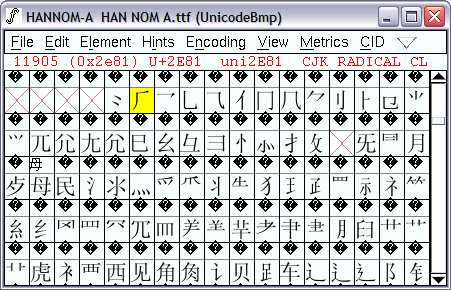 HANNOM-A HAN NOM A.ttf (UnicodeBmp)
File Edit Element Hints Encoding View Metrics CID
11905 (0x2e81) U+2E81 uni2E81 CJK RADICAL CL
⺀ ⺁ ⺂ ⺃ ⺄ ⺅ ⺆ ⺇ ⺈ ⺉ ⺊ ⺋ ⺌
⺍ ⺎ ⺏ ⺐ ⺑ ⺒ ⺓ ⺔ ⺕ ⺖ ⺗ ⺘ ⺙ ⺛ ⺜ ⺝
母
⺞ ⺟ ⺠ ⺡ ⺢ ⺣ ⺤ ⺥ ⺦ ⺧ ⺨ ⺩ ⺪ ⺫ ⺬ ⺭ ⺮
⺯ ⺰ ⺱ ⺲ ⺳ ⺴ ⺵ ⺶ ⺷ ⺸ ⺹ ⺺ ⺻ ⺼ ⺽ ⺾ ⺿
⻀ ⻁ ⻂ ⻃ ⻄ ⻅ ⻆ ⻇ ⻈ ⻉ ⻊ ⻋ ⻌ ⻍ ⻎ ⻏ ⻐